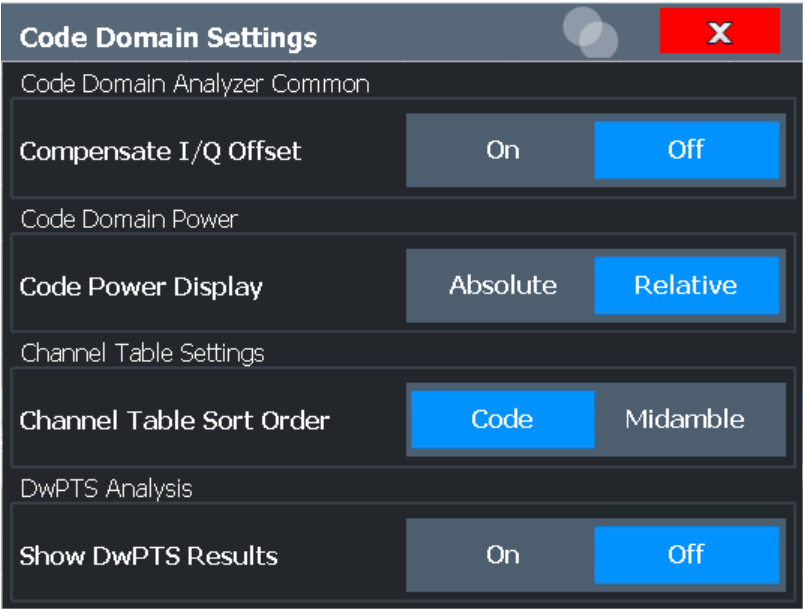 Code Domain Settings X
Code Domain Analyzer Common
Compensate I/Q Offset On Off
Code Domain Power
Code Power Display Absolute Relative
Channel Table Settings
Channel Table Sort Order Code Midamble
DwPTS Analysis
Show DwPTS Results On Off